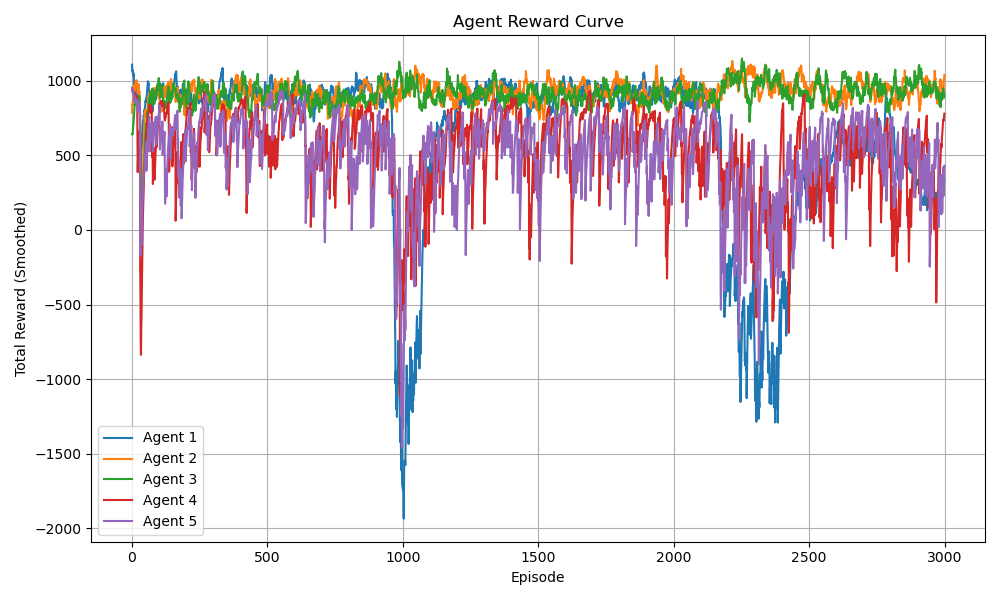 Agent Reward Curve
Total Reward (Smoothed)
1000
500
0
−500
−1000
−1500
−2000
Agent 1
Agent 2
Agent 3
Agent 4
Agent 5
0 500 1000 1500 2000 2500 3000
Episode